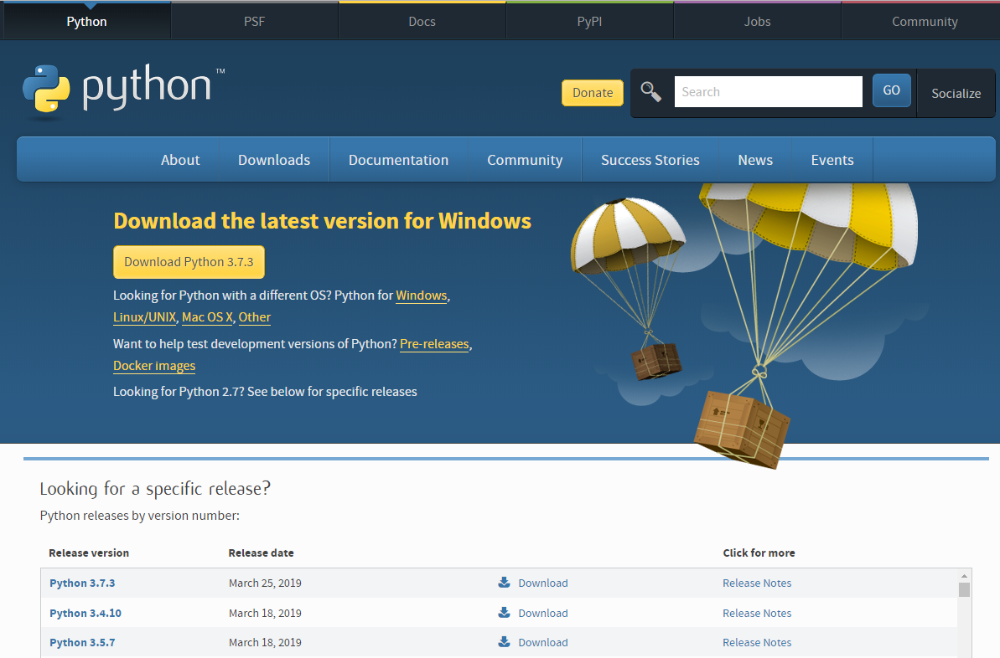 Python PSF Docs PyPI Jobs Community
python™
Donate Search GO Socialize
About Downloads Documentation Community Success Stories News Events
Download the latest version for Windows
Download Python 3.7.3
Looking for Python with a different OS? Python for Windows,
Linux/UNIX, Mac OS X, Other
Want to help test development versions of Python? Pre-releases,
Docker images
Looking for Python 2.7? See below for specific releases
Looking for a specific release?
Python releases by version number:
Release version Release date Click for more
Python 3.7.3 March 25, 2019 Download Release Notes
Python 3.4.10 March 18, 2019 Download Release Notes
Python 3.5.7 March 18, 2019 Download Release Notes